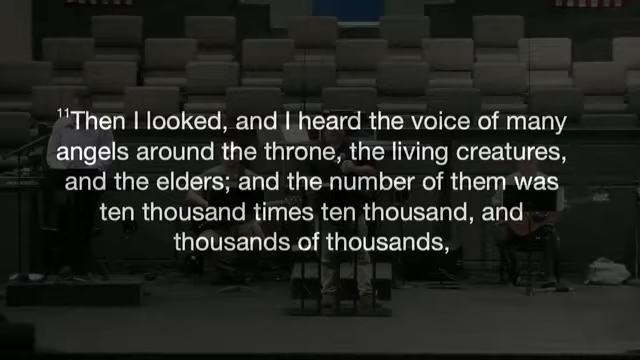 ¹¹Then I looked, and I heard the voice of many
angels around the throne, the living creatures,
and the elders; and the number of them was
ten thousand times ten thousand, and
thousands of thousands,